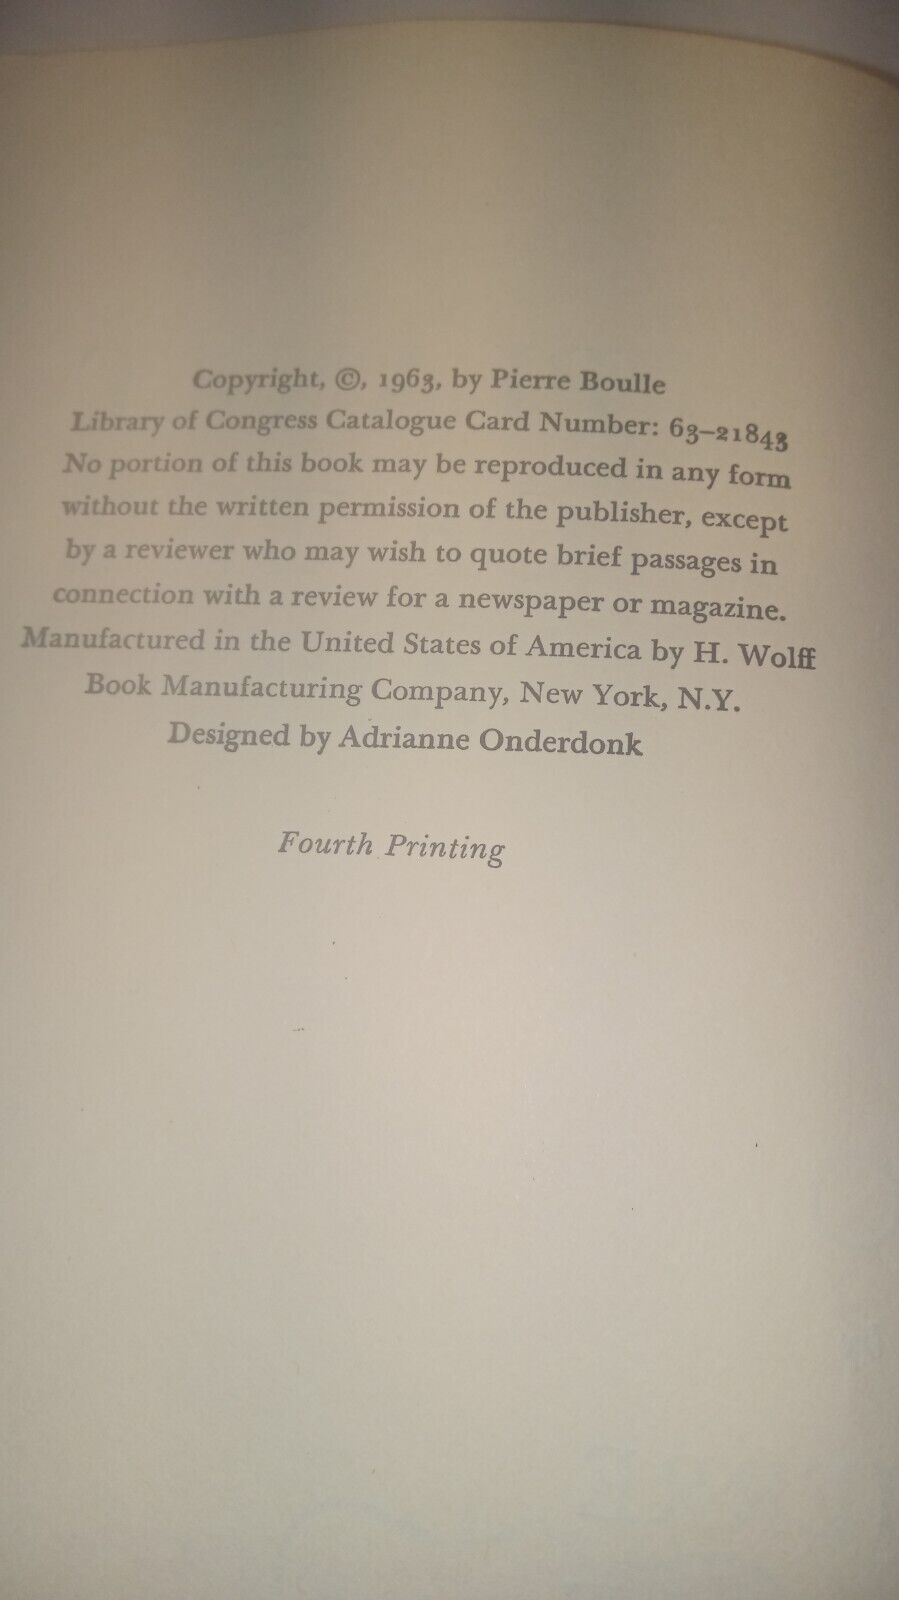 Copyright, ©, 1963, by Pierre Boulle
Library of Congress Catalogue Card Number: 63–21843
No portion of this book may be reproduced in any form
without the written permission of the publisher, except
by a reviewer who may wish to quote brief passages in
connection with a review for a newspaper or magazine.
Manufactured in the United States of America by H. Wolff
Book Manufacturing Company, New York, N.Y.
Designed by Adrianne Onderdonk
Fourth Printing